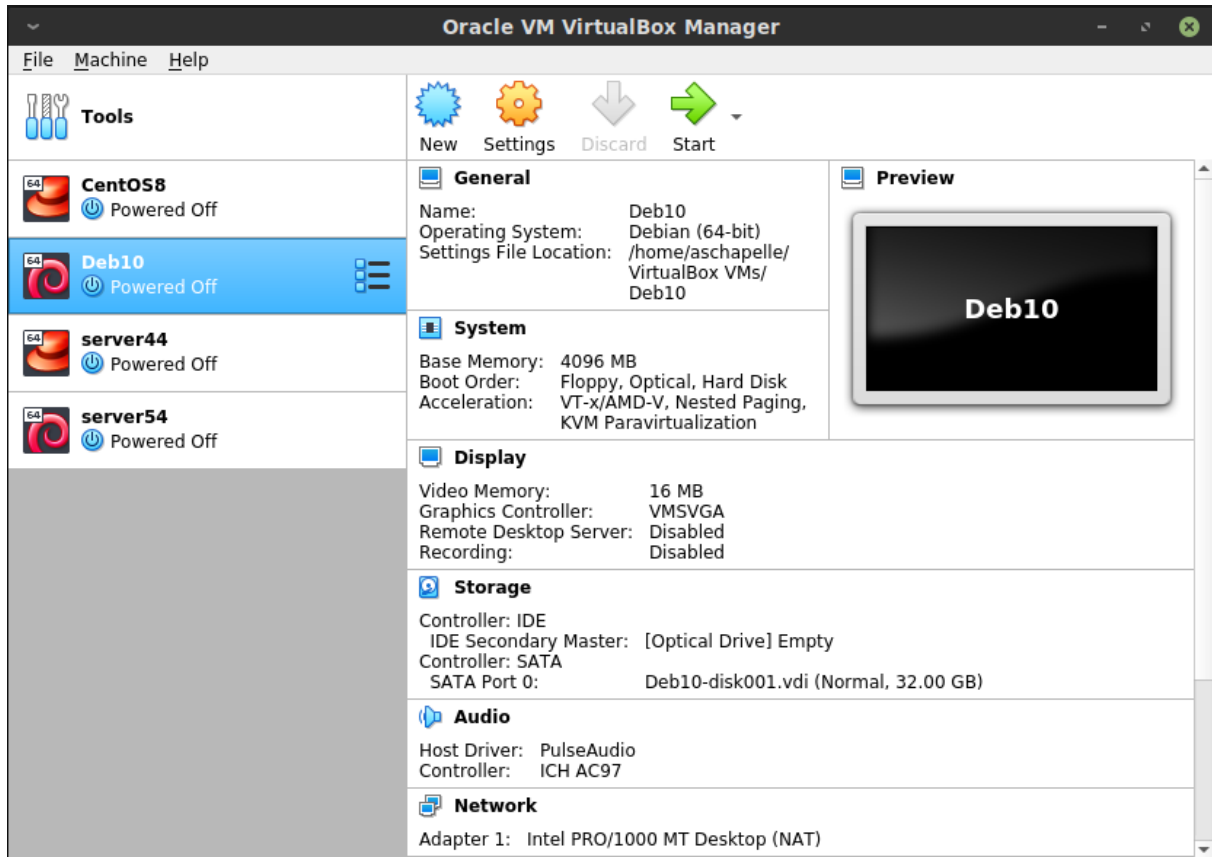 Oracle VM VirtualBox Manager
File Machine Help
Tools
New Settings Discard Start
64
CentOS8
Powered Off
64
Deb10
Powered Off
64
server44
Powered Off
64
server54
Powered Off
General
Name: Deb10
Operating System: Debian (64-bit)
Settings File Location: /home/aschapelle/
VirtualBox VMs/
Deb10
Preview
Deb10
System
Base Memory: 4096 MB
Boot Order: Floppy, Optical, Hard Disk
Acceleration: VT-x/AMD-V, Nested Paging,
KVM Paravirtualization
Display
Video Memory: 16 MB
Graphics Controller: VMSVGA
Remote Desktop Server: Disabled
Recording: Disabled
Storage
Controller: IDE
IDE Secondary Master: [Optical Drive] Empty
Controller: SATA
SATA Port 0: Deb10-disk001.vdi (Normal, 32.00 GB)
Audio
Host Driver: PulseAudio
Controller: ICH AC97
Network
Adapter 1: Intel PRO/1000 MT Desktop (NAT)